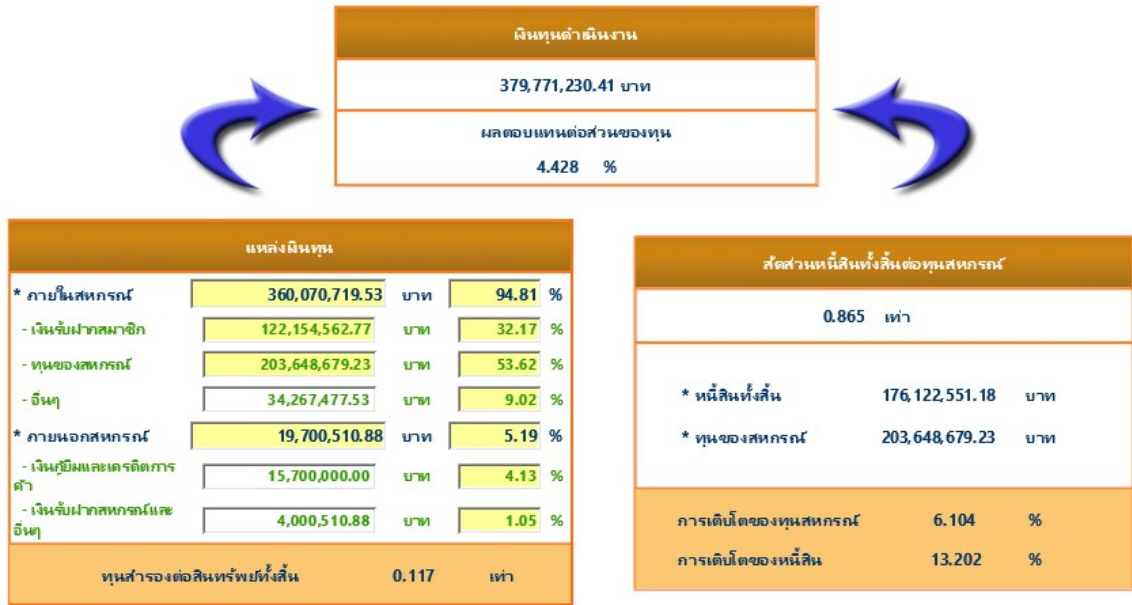 เงินทุนดำเนินงาน
379,771,230.41 บาท
ผลตอบแทนต่อส่วนของทุน
4.428 %
แหล่งเงินทุน
* ภายในสหกรณ์ 360,070,719.53 บาท 94.81 %
- เงินรับฝากสมาชิก 122,154,562.77 บาท 32.17 %
- ทุนของสหกรณ์ 203,648,679.23 บาท 53.62 %
- อื่นๆ 34,267,477.53 บาท 9.02 %
* ภายนอกสหกรณ์ 19,700,510.88 บาท 5.19 %
- เงินกู้ยืมและเครดิตการ
ค้า 15,700,000.00 บาท 4.13 %
- เงินรับฝากสหกรณ์และ
อื่นๆ 4,000,510.88 บาท 1.05 %
ทุนสำรองต่อสินทรัพย์ทั้งสิ้น 0.117 เท่า
สัดส่วนหนี้สินทั้งสิ้นต่อทุนสหกรณ์
0.865 เท่า
* หนี้สินทั้งสิ้น 176,122,551.18 บาท
* ทุนของสหกรณ์ 203,648,679.23 บาท
การเติบโตของทุนสหกรณ์ 6.104 %
การเติบโตของหนี้สิน 13.202 %